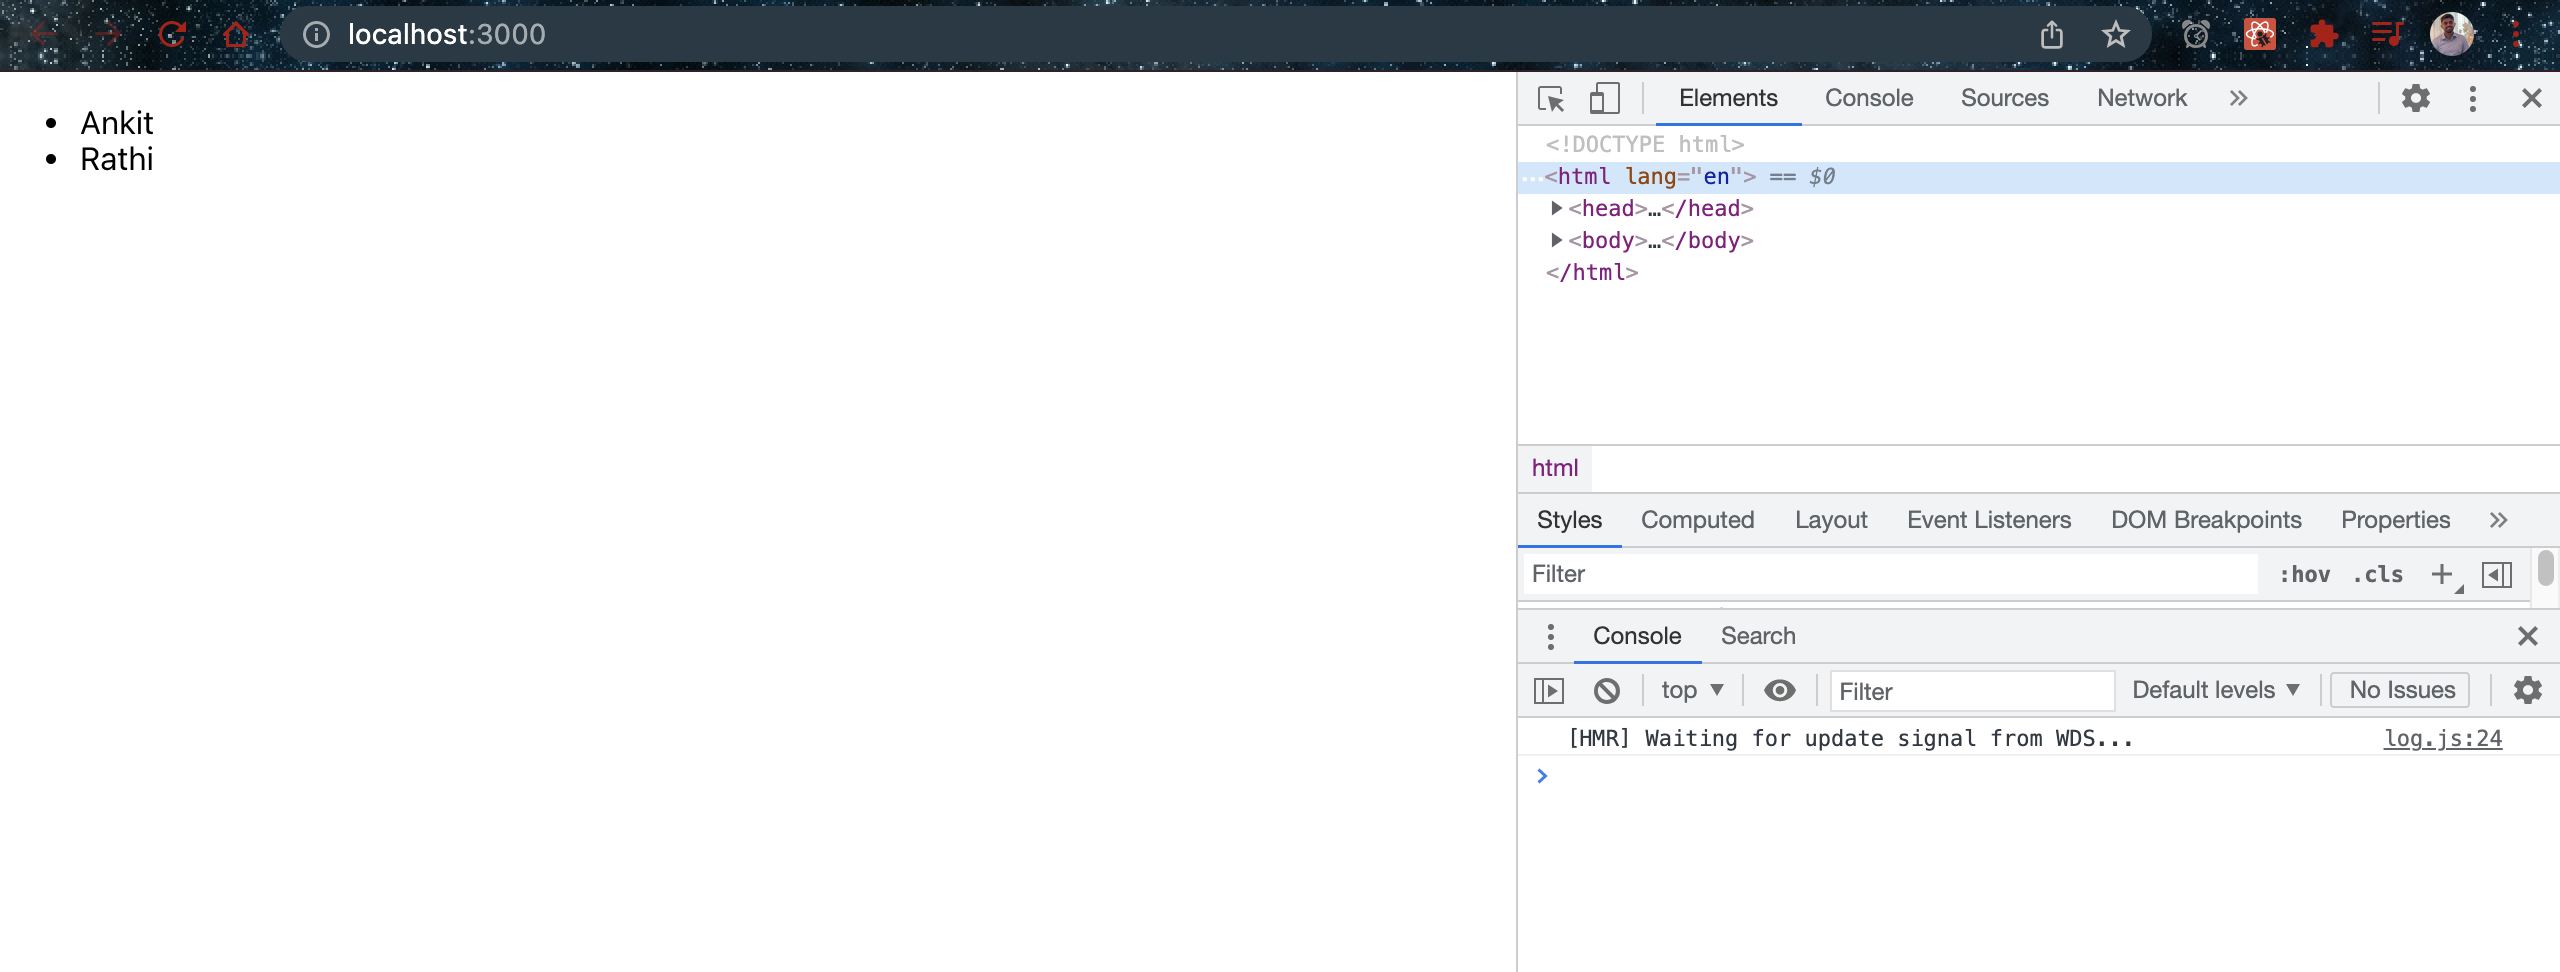 localhost:3000
Ankit
Rathi
Elements Console Sources Network
<!DOCTYPE html>
…<html lang="en"> == $0
<head>…</head>
<body>…</body>
</html>
html
Styles Computed Layout Event Listeners DOM Breakpoints Properties
Filter :hov .cls
Console Search
top Filter Default levels No Issues
[HMR] Waiting for update signal from WDS... log.js:24